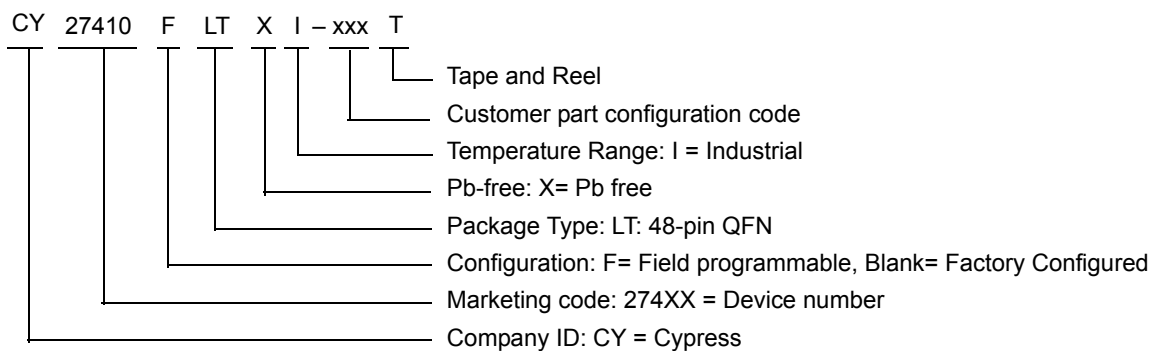 CY 27410 F LT X I – xxx T
Tape and Reel
Customer part configuration code
Temperature Range: I = Industrial
Pb-free: X= Pb free
Package Type: LT: 48-pin QFN
Configuration: F= Field programmable, Blank= Factory Configured
Marketing code: 274XX = Device number
Company ID: CY = Cypress